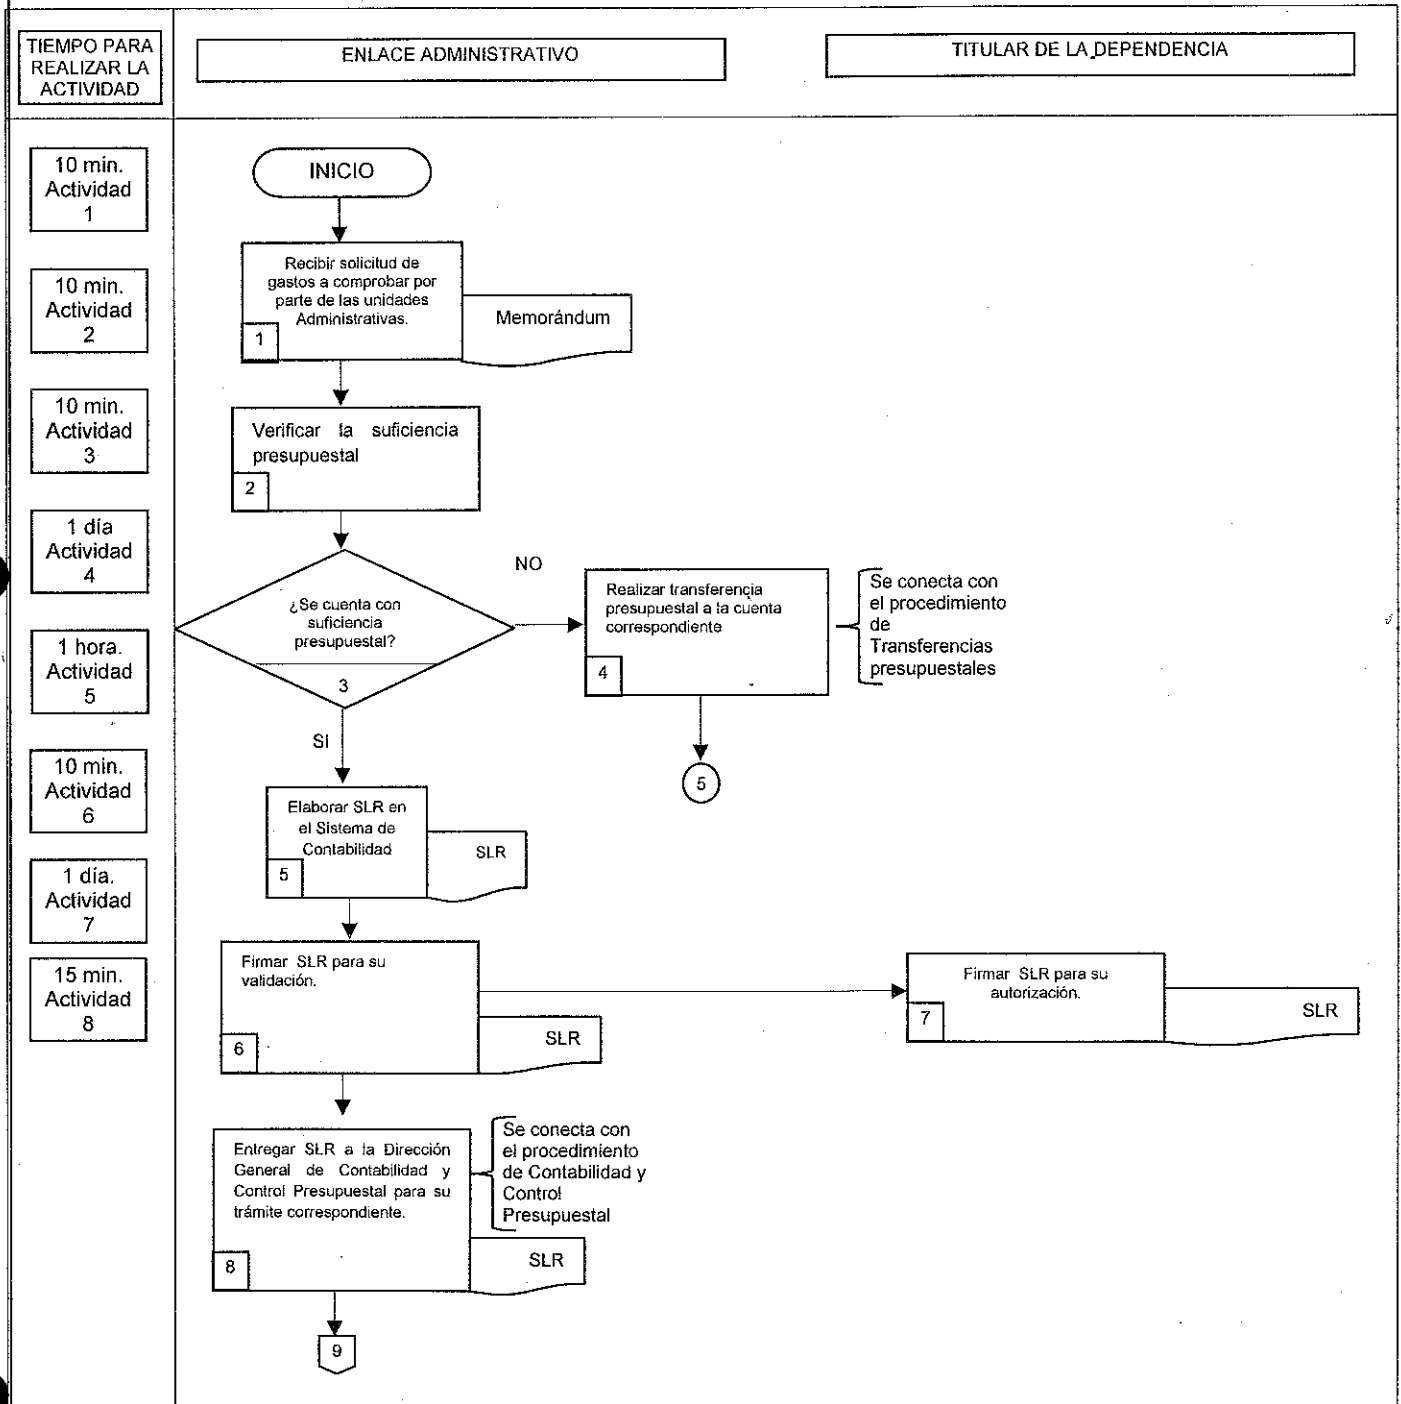 TIEMPO PARA
REALIZAR LA
ACTIVIDAD
ENLACE ADMINISTRATIVO
TITULAR DE LA DEPENDENCIA
10 min.
Actividad
1
10 min.
Actividad
2
10 min.
Actividad
3
1 día
Actividad
4
1 hora.
Actividad
5
10 min.
Actividad
6
1 día.
Actividad
7
15 min.
Actividad
8
INICIO
Recibir solicitud de
gastos a comprobar por
parte de las unidades
Administrativas.
1
Memorándum
Verificar la suficiencia
presupuestal
2
¿Se cuenta con
suficiencia
presupuestal?
3
NO
Realizar transferencia
presupuestal a la cuenta
correspondiente
4
Se conecta con
el procedimiento
de
Transferencias
presupuestales
5
SI
Elaborar SLR en
el Sistema de
Contabilidad
5
SLR
Firmar SLR para su
validación.
6
SLR
Firmar SLR para su
autorización.
7
SLR
Entregar SLR a la Dirección
General de Contabilidad y
Control Presupuestal para su
trámite correspondiente.
8
Se conecta con
el procedimiento
de Contabilidad y
Control
Presupuestal
SLR
9